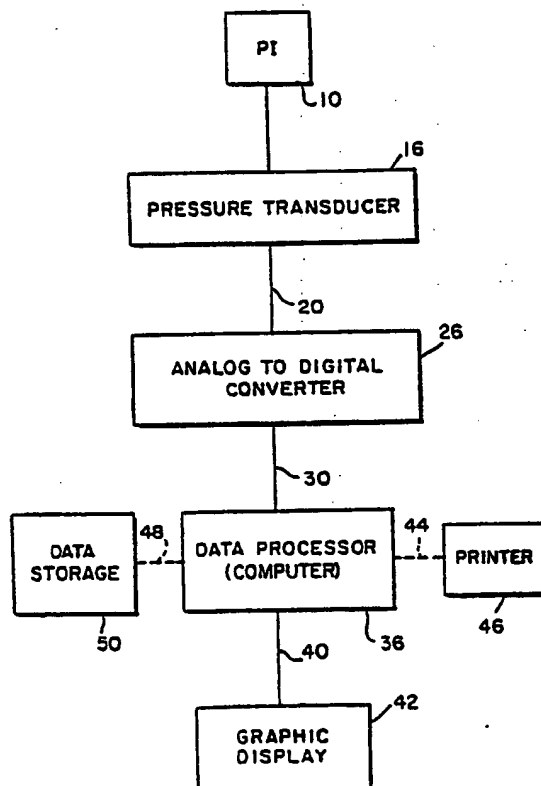 PI
10
16
PRESSURE TRANSDUCER
20
26
ANALOG TO DIGITAL
CONVERTER
30
DATA
STORAGE
50
48
DATA PROCESSOR
(COMPUTER)
36
44
PRINTER
46
40
42
GRAPHIC
DISPLAY